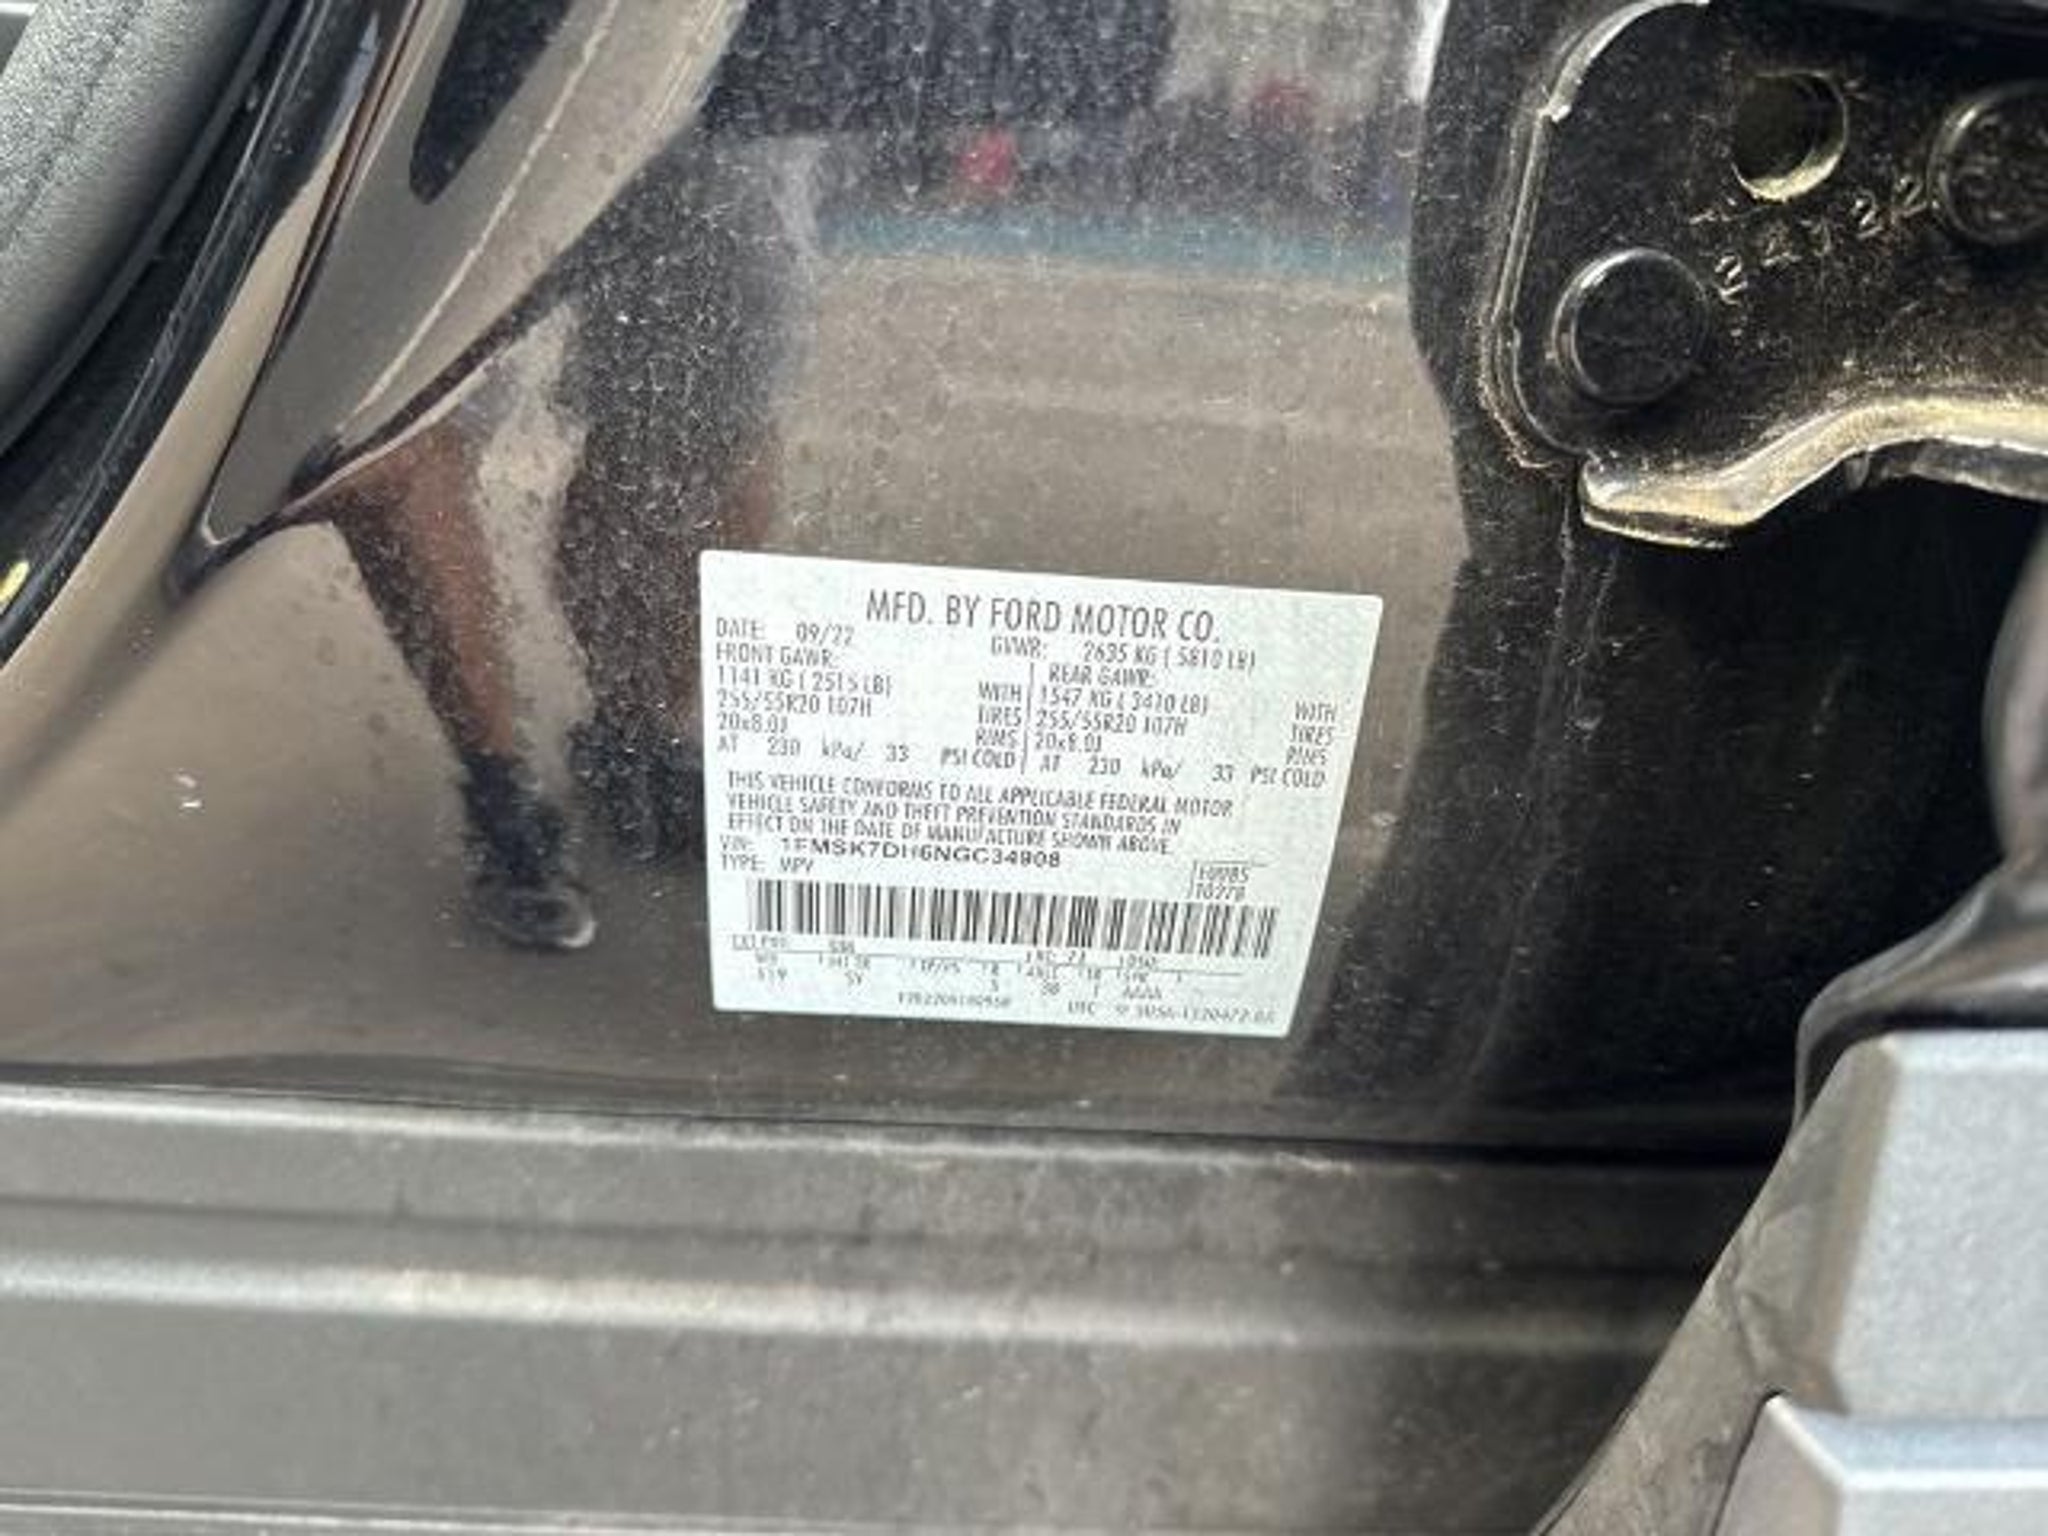 MFD. BY FORD MOTOR CO.
DATE: 09/22 GVWR: 2635 KG ( 5810 LB)
FRONT GAWR: REAR GAWR:
1141 KG ( 2515 LB) WITH 1547 KG ( 3410 LB) WITH
255/55R20 107H TIRES 255/55R20 107H TIRES
20x8.0J RIMS 20x8.0J RIMS
AT 230 kPa/ 33 PSI COLD AT 230 kPa/ 33 PSI COLD
THIS VEHICLE CONFORMS TO ALL APPLICABLE FEDERAL MOTOR
VEHICLE SAFETY AND THEFT PREVENTION STANDARDS IN
EFFECT ON THE DATE OF MANUFACTURE SHOWN ABOVE.
VIN: 1FMSK7DH6NGC34908
TYPE: MPV
UTC